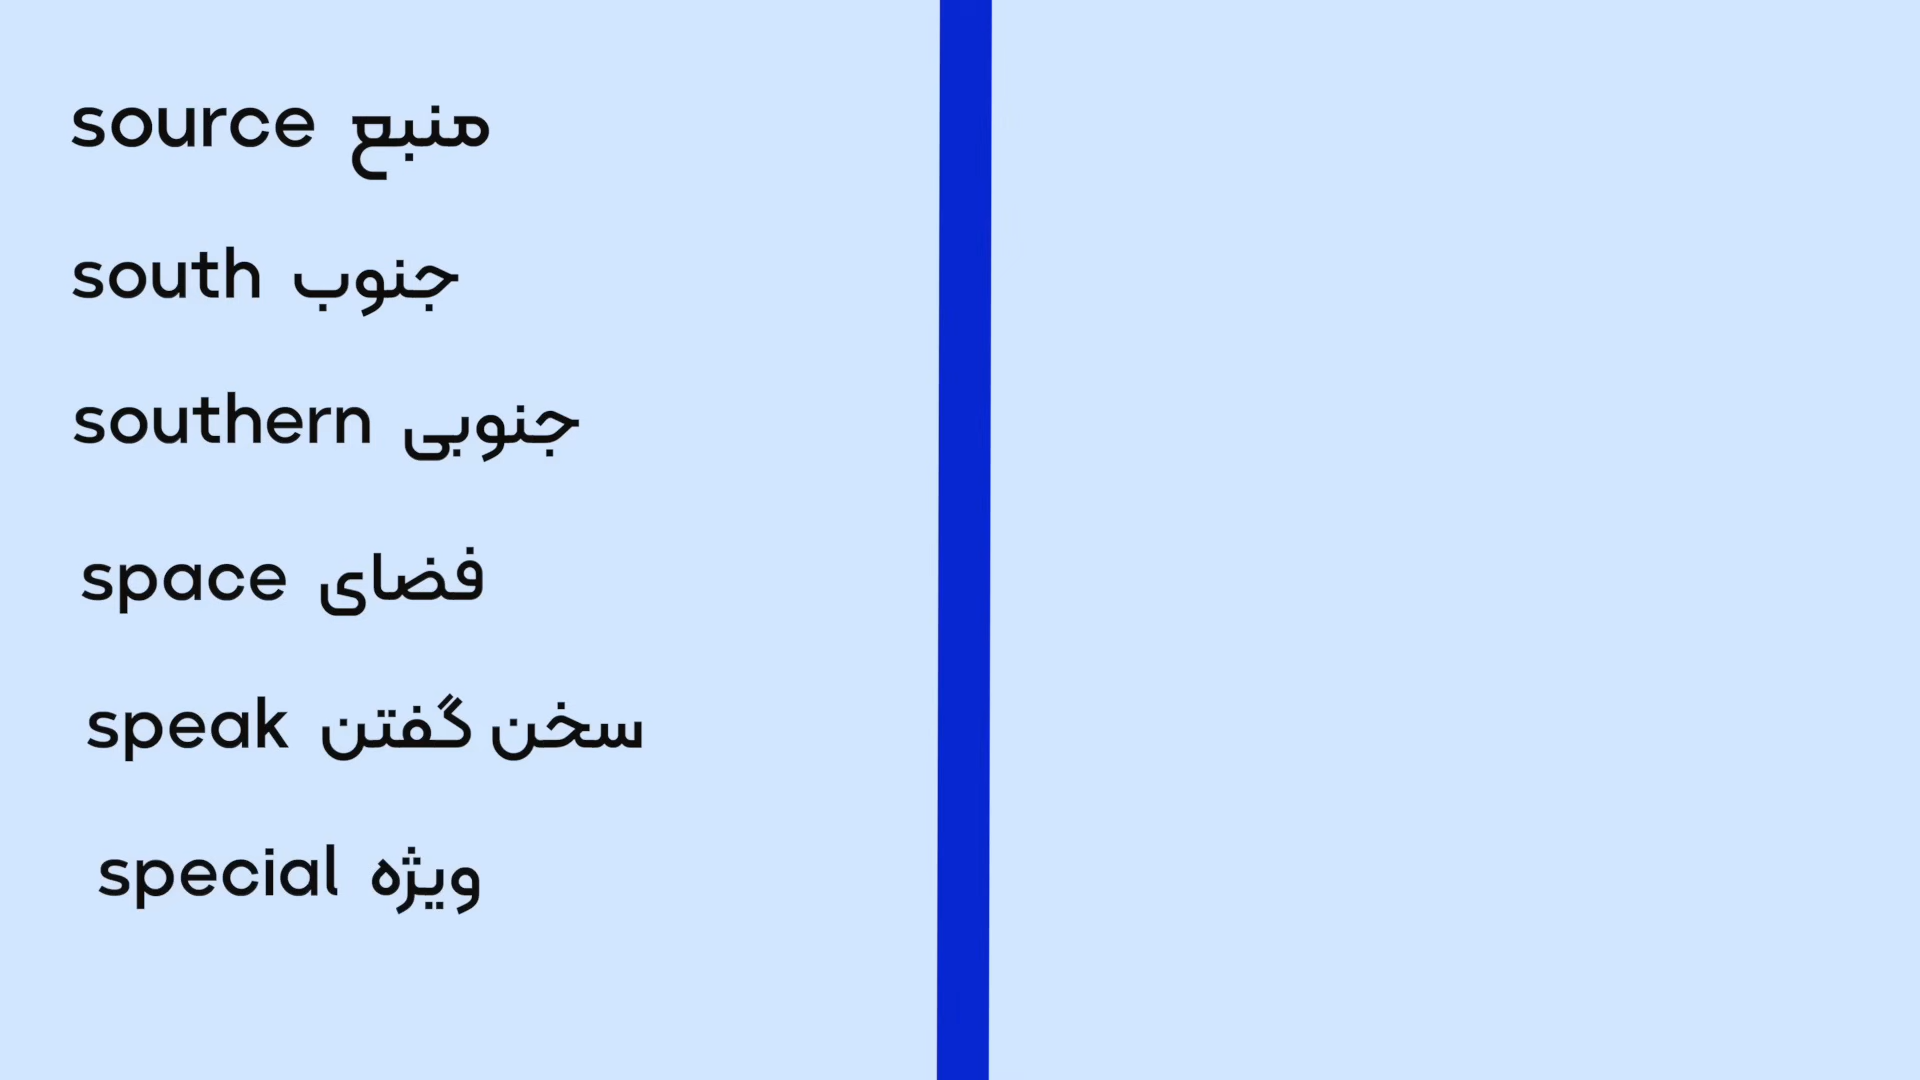 source منبع
south جنوب
southern جنوبی
space فضای
speak سخن گفتن
special ویژه